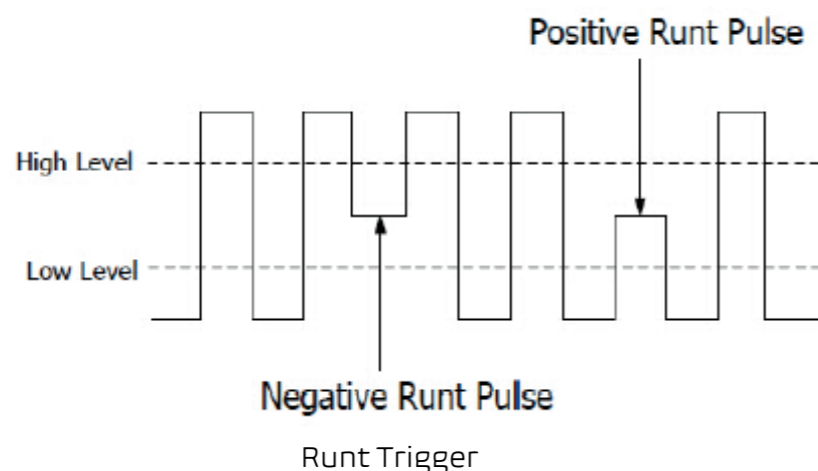 Positive Runt Pulse
High Level
Low Level
Negative Runt Pulse
Runt Trigger